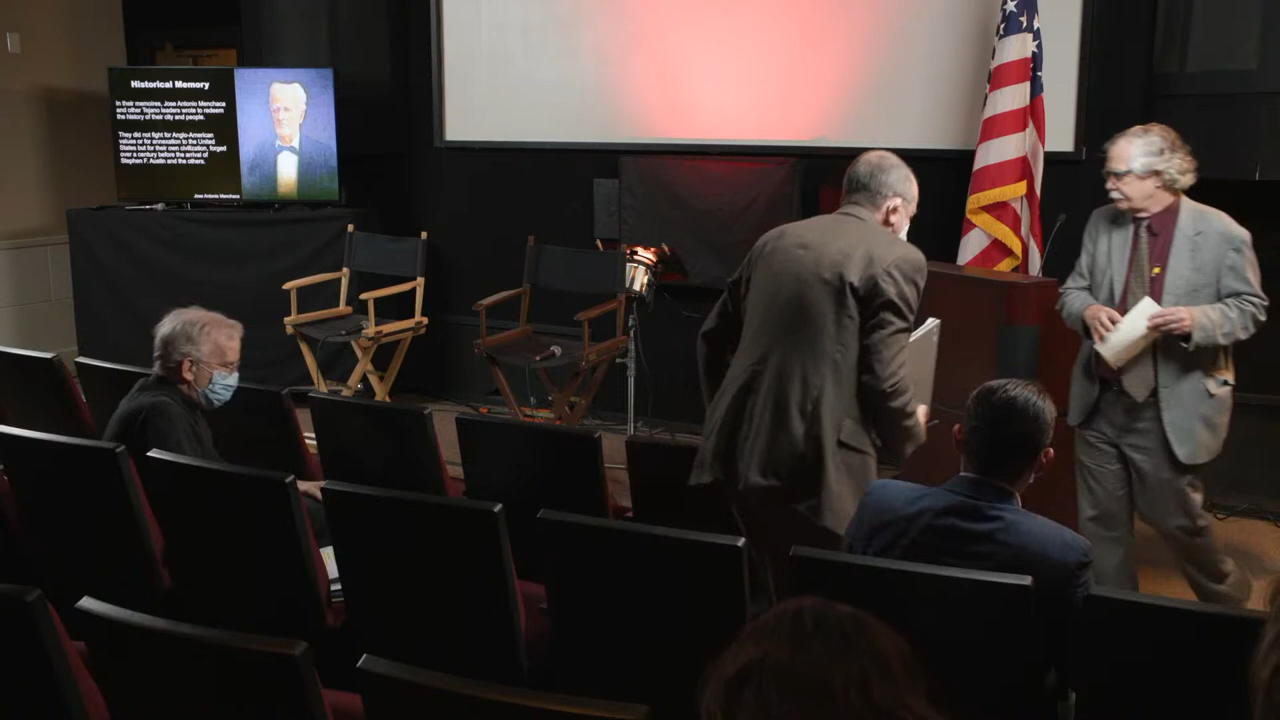 Historical Memory
In their memoires, Jose Antonio Menchaca
and other Tejano leaders wrote to redeem
the history of their city and people.
They did not fight for Anglo-American
values or for annexation to the United
States but for their own civilization, forged
over a century before the arrival of
Stephen F. Austin and the others.
Jose Antonio Menchaca